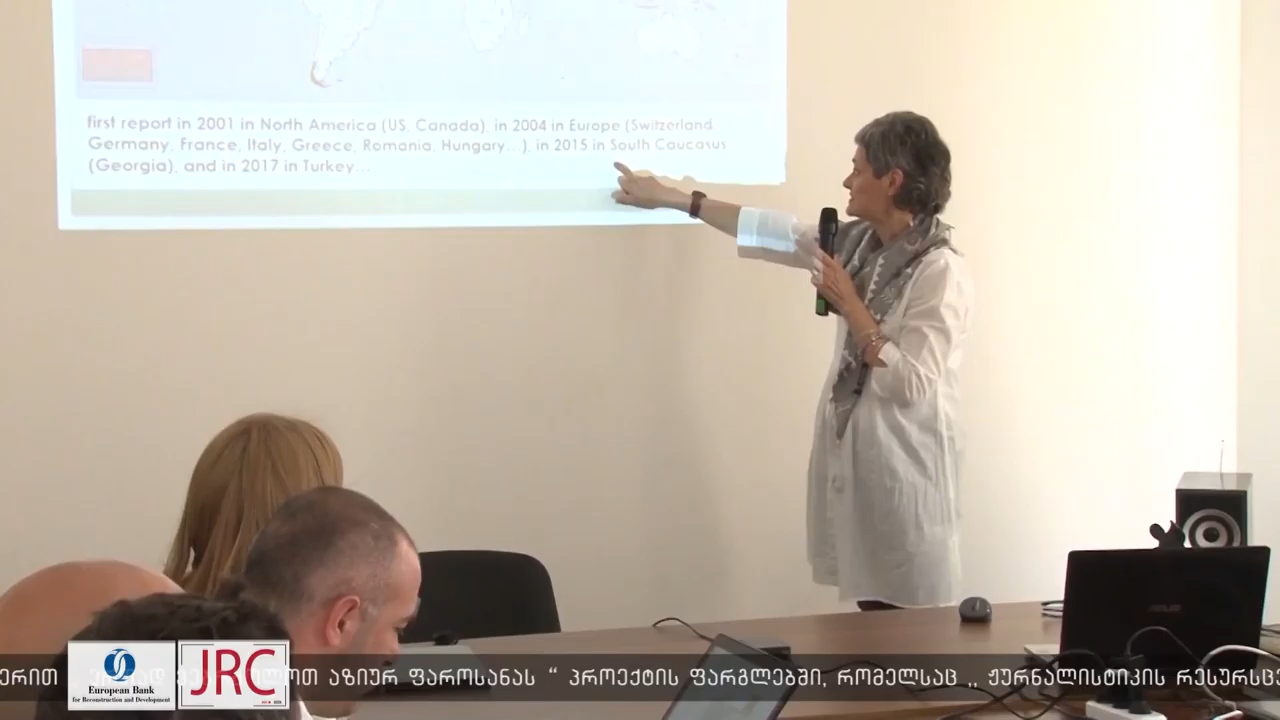 first report in 2001 in North America (US, Canada), in 2004 in Europe (Switzerland,
Germany, France, Italy, Greece, Romania, Hungary...), in 2015 in South Caucasus
(Georgia), and in 2017 in Turkey...
ASUS
European Bank
for Reconstruction and Development
JRC
აზიურ ფაროსანას “ პროექტის ფარგლებში, რომელსაც ,, ჟურნალისტიკის